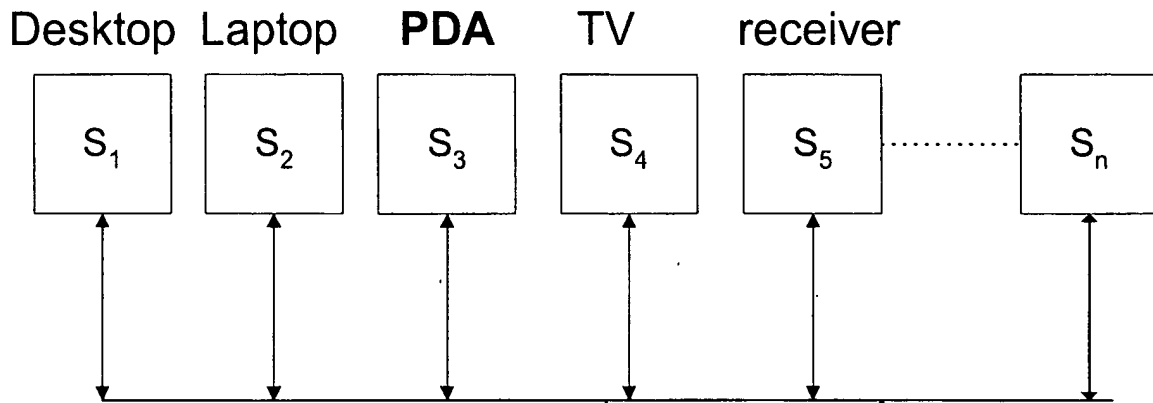 Desktop Laptop PDA TV receiver
S₁ S₂ S₃ S₄ S₅ Sₙ